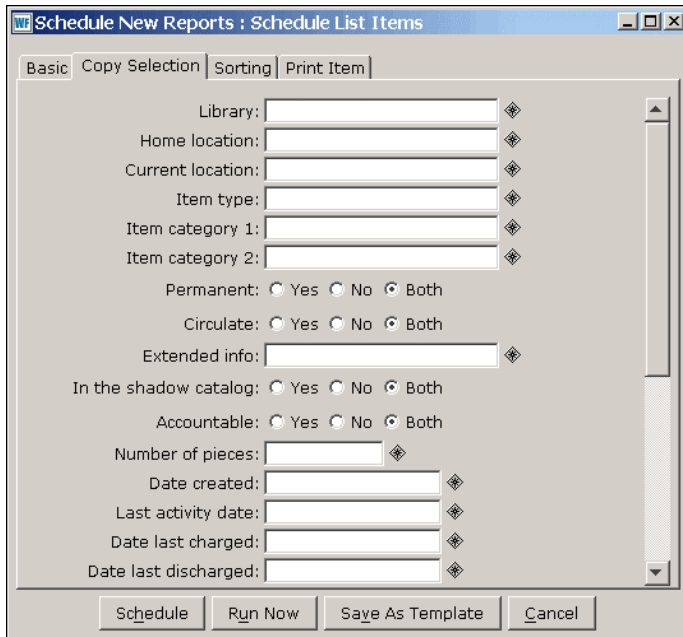 WF Schedule New Reports : Schedule List Items
Basic Copy Selection Sorting Print Item
Library:
Home location:
Current location:
Item type:
Item category 1:
Item category 2:
Permanent: Yes No Both
Circulate: Yes No Both
Extended info:
In the shadow catalog: Yes No Both
Accountable: Yes No Both
Number of pieces:
Date created:
Last activity date:
Date last charged:
Date last discharged:
Schedule Run Now Save As Template Cancel